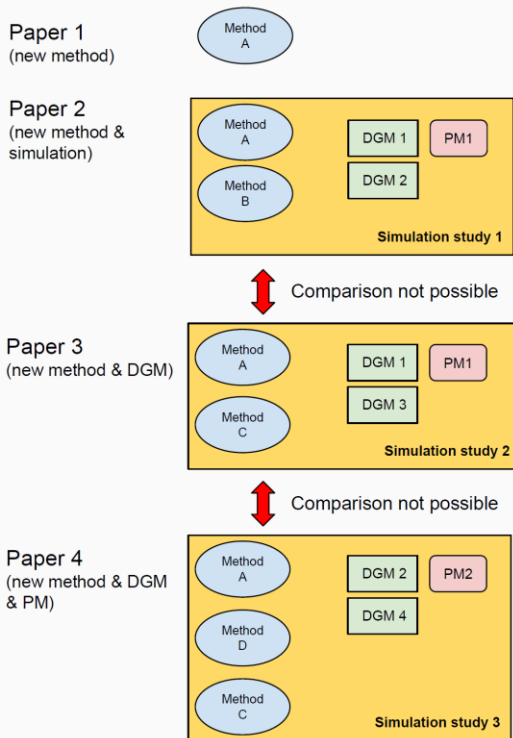 Paper 1
(new method)
Method
A
Paper 2
(new method &
simulation)
Method
A
Method
B
DGM 1
PM1
DGM 2
Simulation study 1
Comparison not possible
Paper 3
(new method & DGM)
Method
A
Method
C
DGM 1
PM1
DGM 3
Simulation study 2
Comparison not possible
Paper 4
(new method & DGM
& PM)
Method
A
Method
D
Method
C
DGM 2
PM2
DGM 4
Simulation study 3